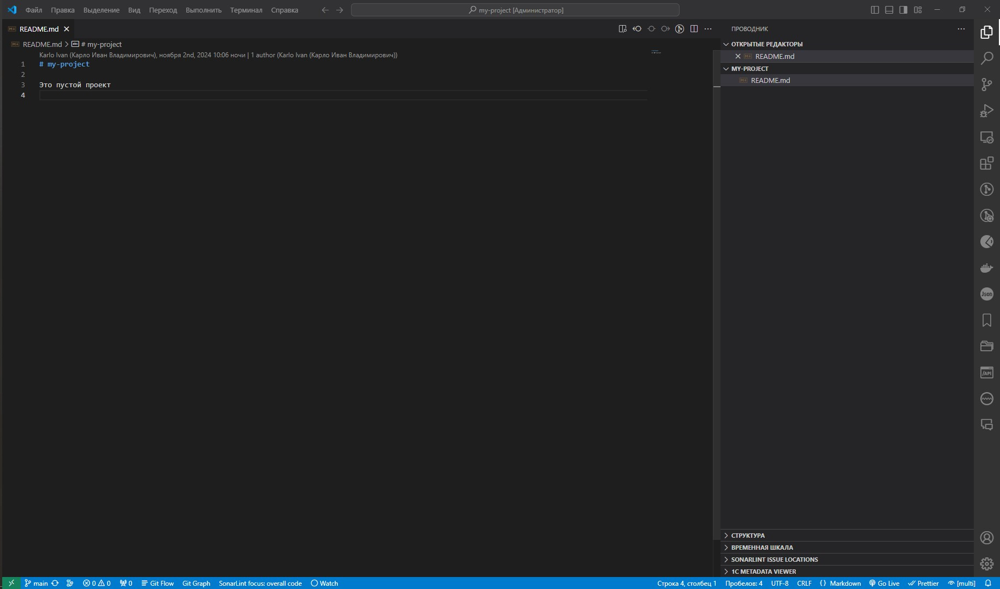 Файл Правка Выделение Вид Переход Выполнить Терминал Справка my-project [Администратор]
README.md
README.md > # my-project
Karlo Ivan (Карло Иван Владимирович), ноября 2nd, 2024 10:06 ночи | 1 author (Karlo Ivan (Карло Иван Владимирович))
1 # my-project
2
3 Это пустой проект
4
ПРОВОДНИК
ОТКРЫТЫЕ РЕДАКТОРЫ
README.md
MY-PROJECT
README.md
Json
/API
СТРУКТУРА
ВРЕМЕННАЯ ШКАЛА
SONARLINT ISSUE LOCATIONS
1C METADATA VIEWER
main 0 0 0 Git Flow Git Graph SonarLint focus: overall code Watch Строка 4, столбец 1 Пробелов: 4 UTF-8 CRLF {} Markdown Go Live Prettier [multi]